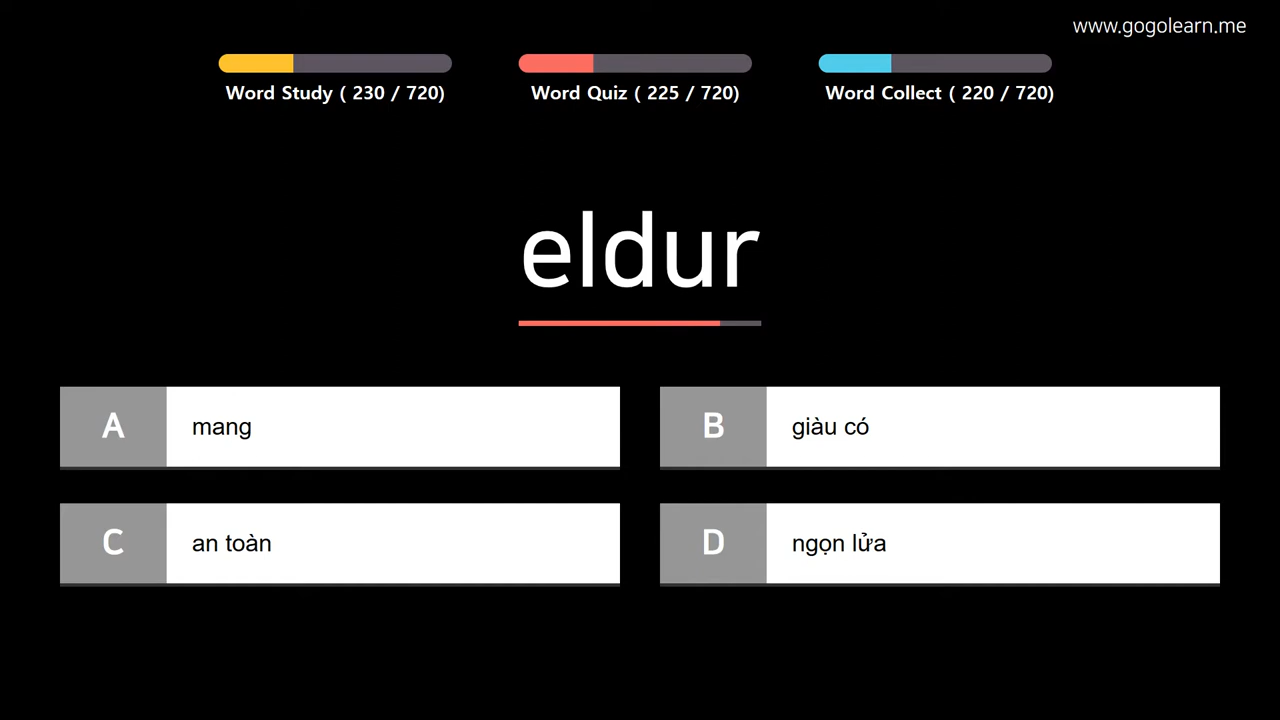 www.gogolearn.me
Word Study ( 230 / 720)
Word Quiz ( 225 / 720)
Word Collect ( 220 / 720)
eldur
A mang
B giàu có
C an toàn
D ngọn lửa